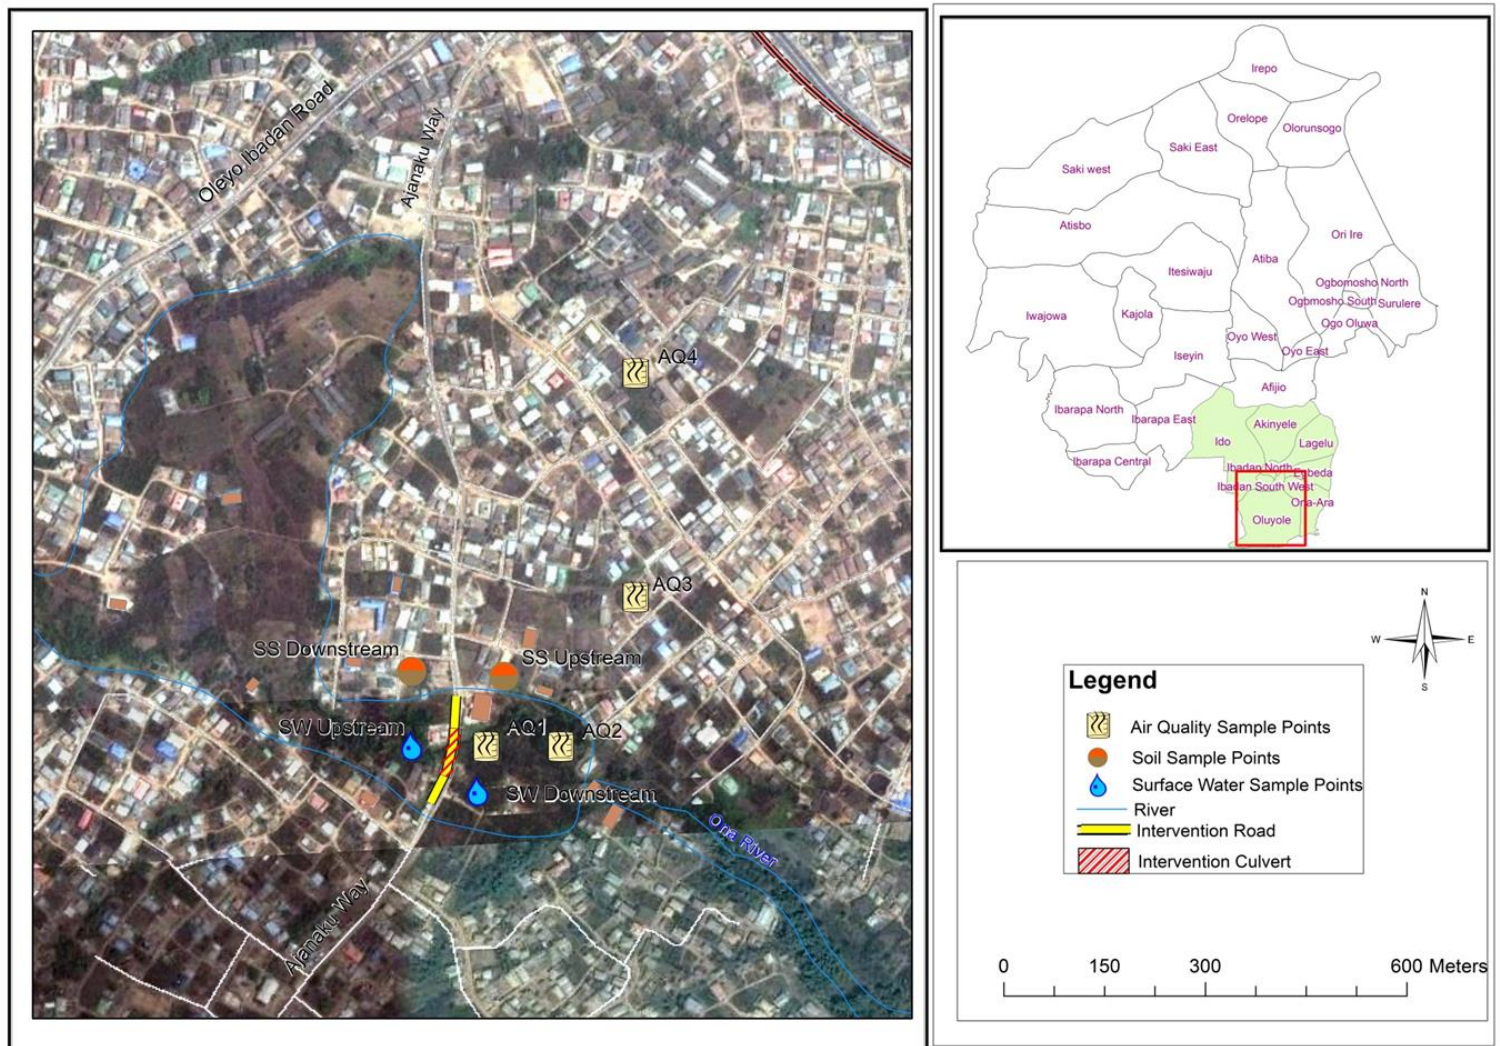 Oleyo Ibadan Road
Ajanaku Way
AQ4
AQ3
SS Downstream
SS Upstream
SW Upstream
AQ1
AQ2
SW Downstream
Ona River
Ajanaku Way
Irepo
Orelope
Olorunsogo
Saki East
Saki west
Atisbo
Ori Ire
Itesiwaju
Atiba
Ogbomosho North
Ogbmosho South
Surulere
Iwajowa
Kajola
Ogo Oluwa
Oyo West
Oyo East
Iseyin
Afijio
Ibarapa North
Ibarapa East
Akinyele
Ido
Lagelu
Ibarapa Central
Ibadan North
Egbeda
Ibadan South West
Ona-Ara
Oluyole
N
W
E
S
Legend
Air Quality Sample Points
Soil Sample Points
Surface Water Sample Points
River
Intervention Road
Intervention Culvert
0 150 300 600 Meters